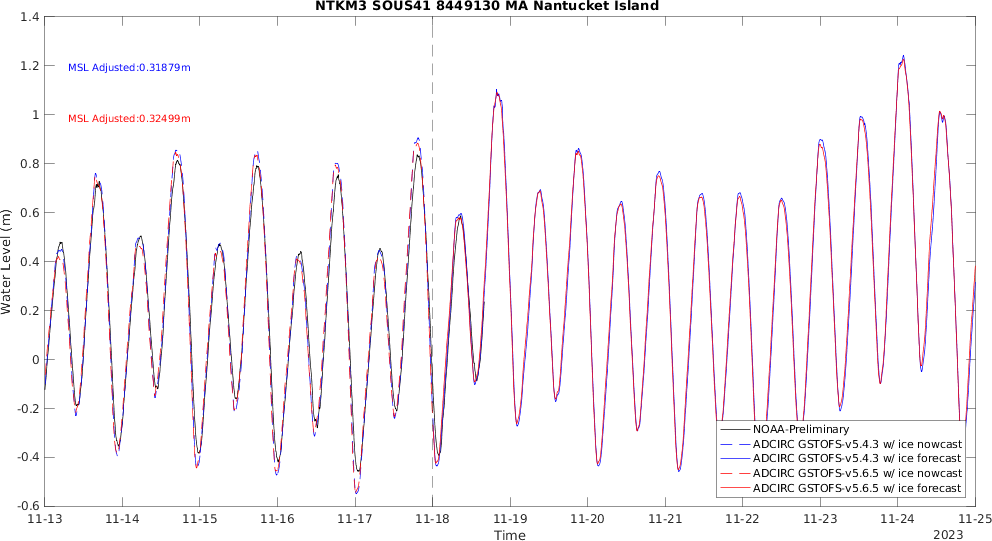 NTKM3 SOUS41 8449130 MA Nantucket Island
1.4
1.2
1
0.8
0.6
0.4
0.2
0
-0.2
-0.4
-0.6
Water Level (m)
MSL Adjusted:0.31879m
MSL Adjusted:0.32499m
NOAA-Preliminary
ADCIRC GSTOFS-v5.4.3 w/ ice nowcast
ADCIRC GSTOFS-v5.4.3 w/ ice forecast
ADCIRC GSTOFS-v5.6.5 w/ ice nowcast
ADCIRC GSTOFS-v5.6.5 w/ ice forecast
11-13 11-14 11-15 11-16 11-17 11-18 11-19 11-20 11-21 11-22 11-23 11-24 11-25
Time
2023